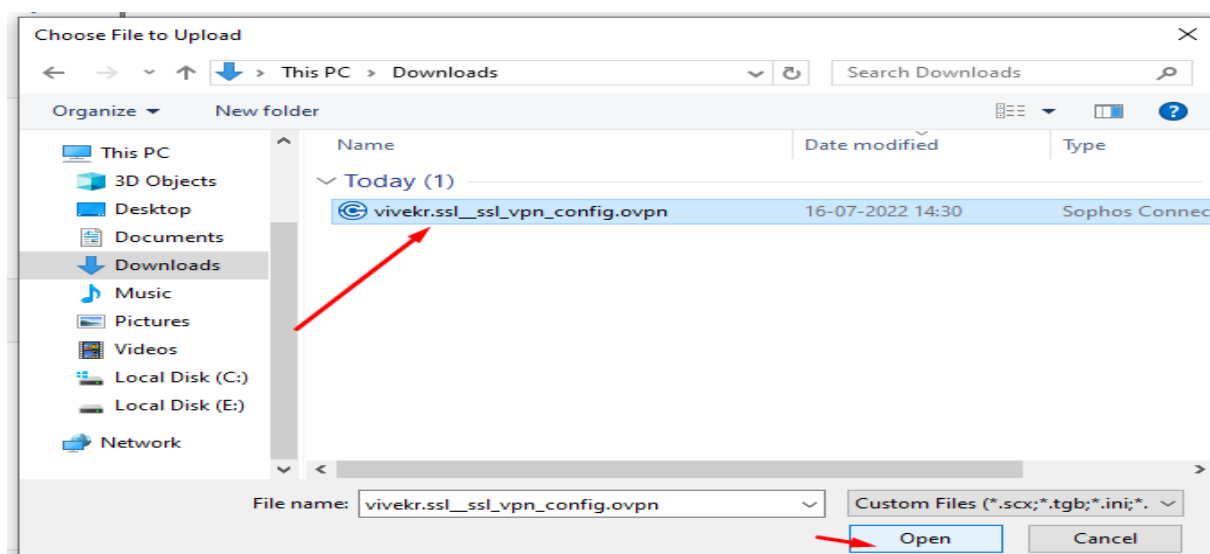 Choose File to Upload
This PC > Downloads
Search Downloads
Organize
New folder
Name
Date modified
Type
This PC
3D Objects
Desktop
Documents
Downloads
Music
Pictures
Videos
Local Disk (C:)
Local Disk (E:)
Network
Today (1)
vivekr.ssl__ssl_vpn_config.ovpn
16-07-2022 14:30
Sophos Connec
File name:
vivekr.ssl__ssl_vpn_config.ovpn
Custom Files (*.scx;*.tgb;*.ini;*.
Open
Cancel